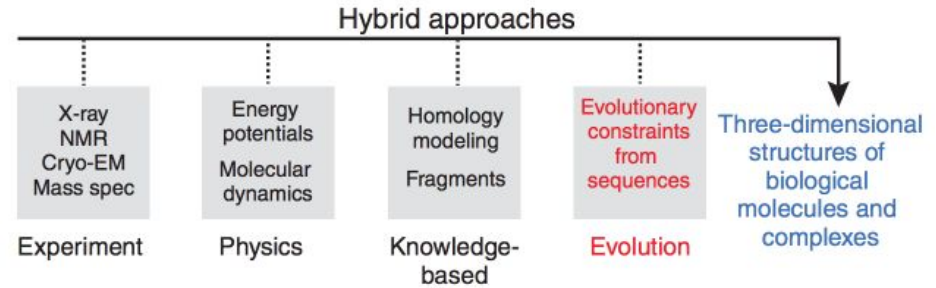 Hybrid approaches
X-ray
NMR
Cryo-EM
Mass spec
Experiment
Energy
potentials
Molecular
dynamics
Physics
Homology
modeling
Fragments
Knowledge-
based
Evolutionary
constraints
from
sequences
Evolution
Three-dimensional
structures of
biological
molecules and
complexes